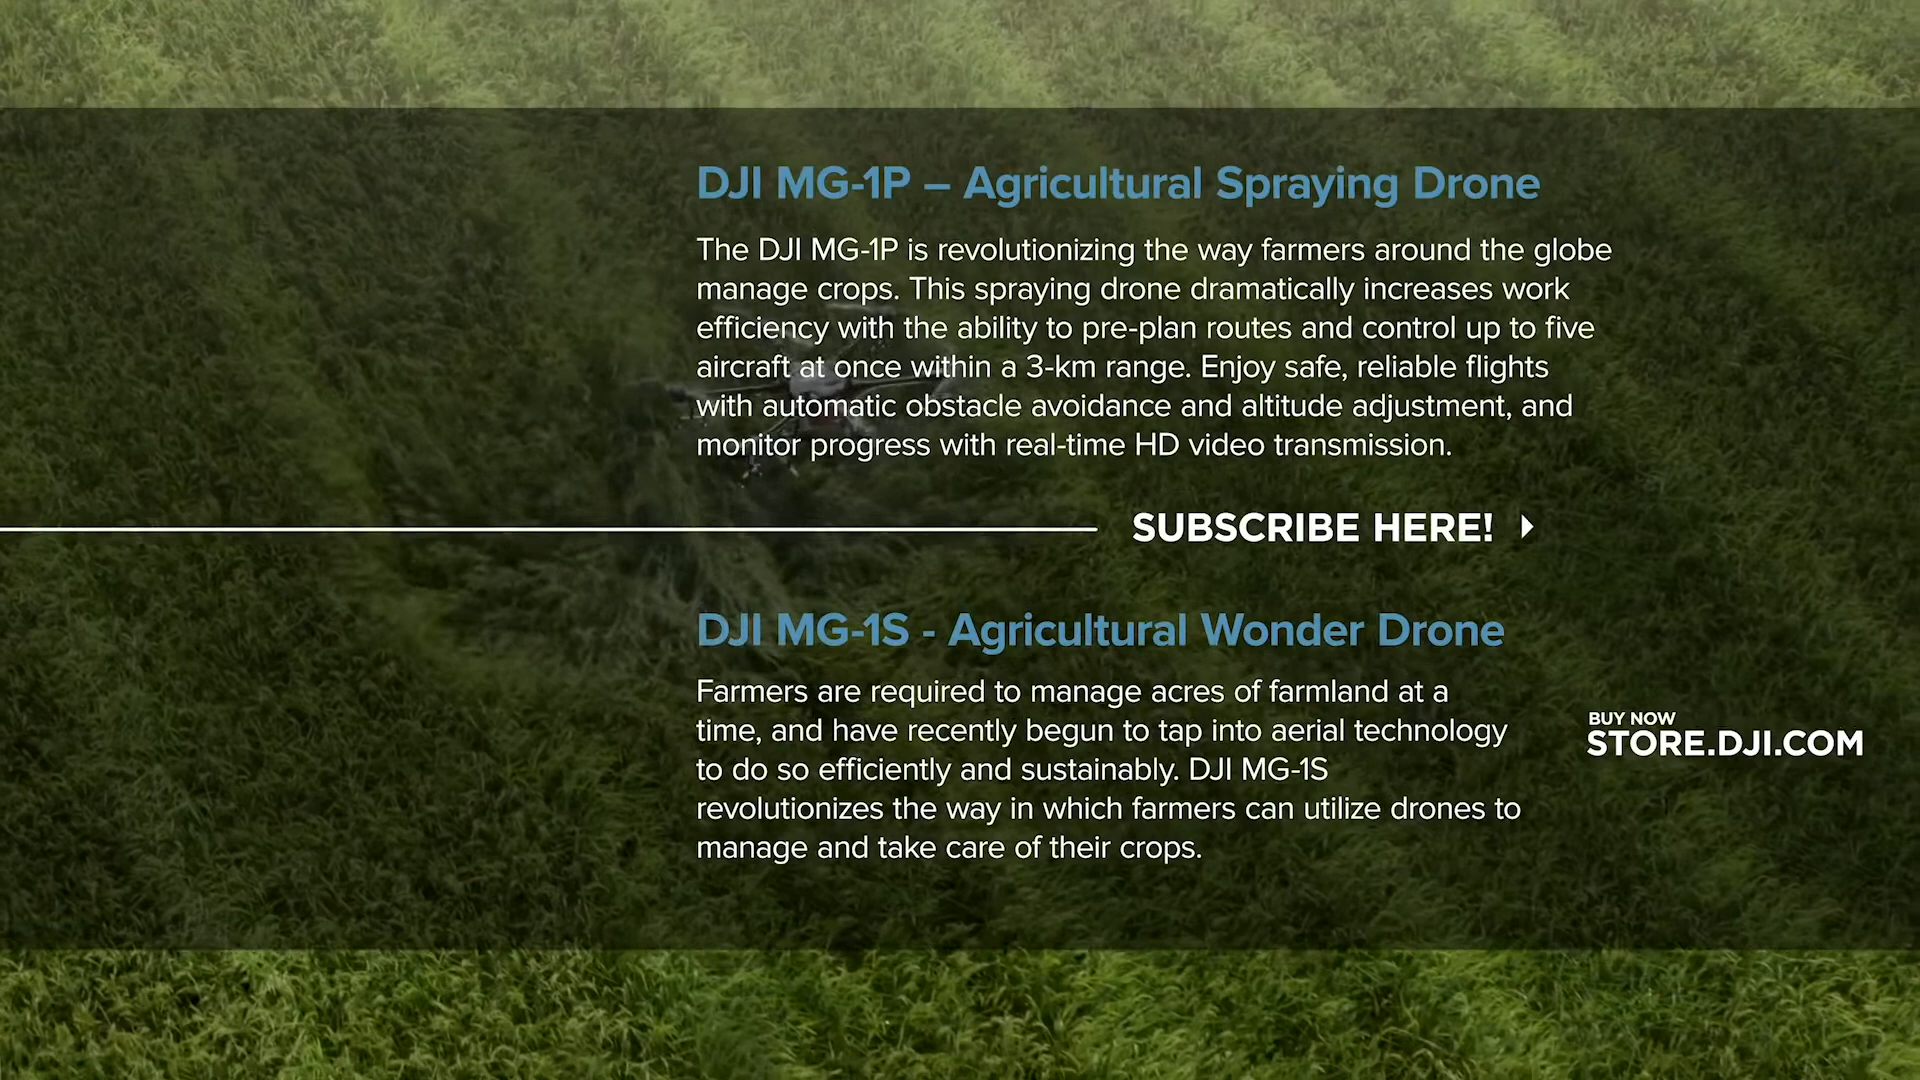 DJI MG-1P – Agricultural Spraying Drone
The DJI MG-1P is revolutionizing the way farmers around the globe
manage crops. This spraying drone dramatically increases work
efficiency with the ability to pre-plan routes and control up to five
aircraft at once within a 3-km range. Enjoy safe, reliable flights
with automatic obstacle avoidance and altitude adjustment, and
monitor progress with real-time HD video transmission.
SUBSCRIBE HERE!
DJI MG-1S - Agricultural Wonder Drone
Farmers are required to manage acres of farmland at a
time, and have recently begun to tap into aerial technology
to do so efficiently and sustainably. DJI MG-1S
revolutionizes the way in which farmers can utilize drones to
manage and take care of their crops.
BUY NOW
STORE.DJI.COM